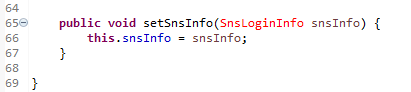 64
65 public void setSnsInfo(SnsLoginInfo snsInfo) {
66 this.snsInfo = snsInfo;
67 }
68
69 }